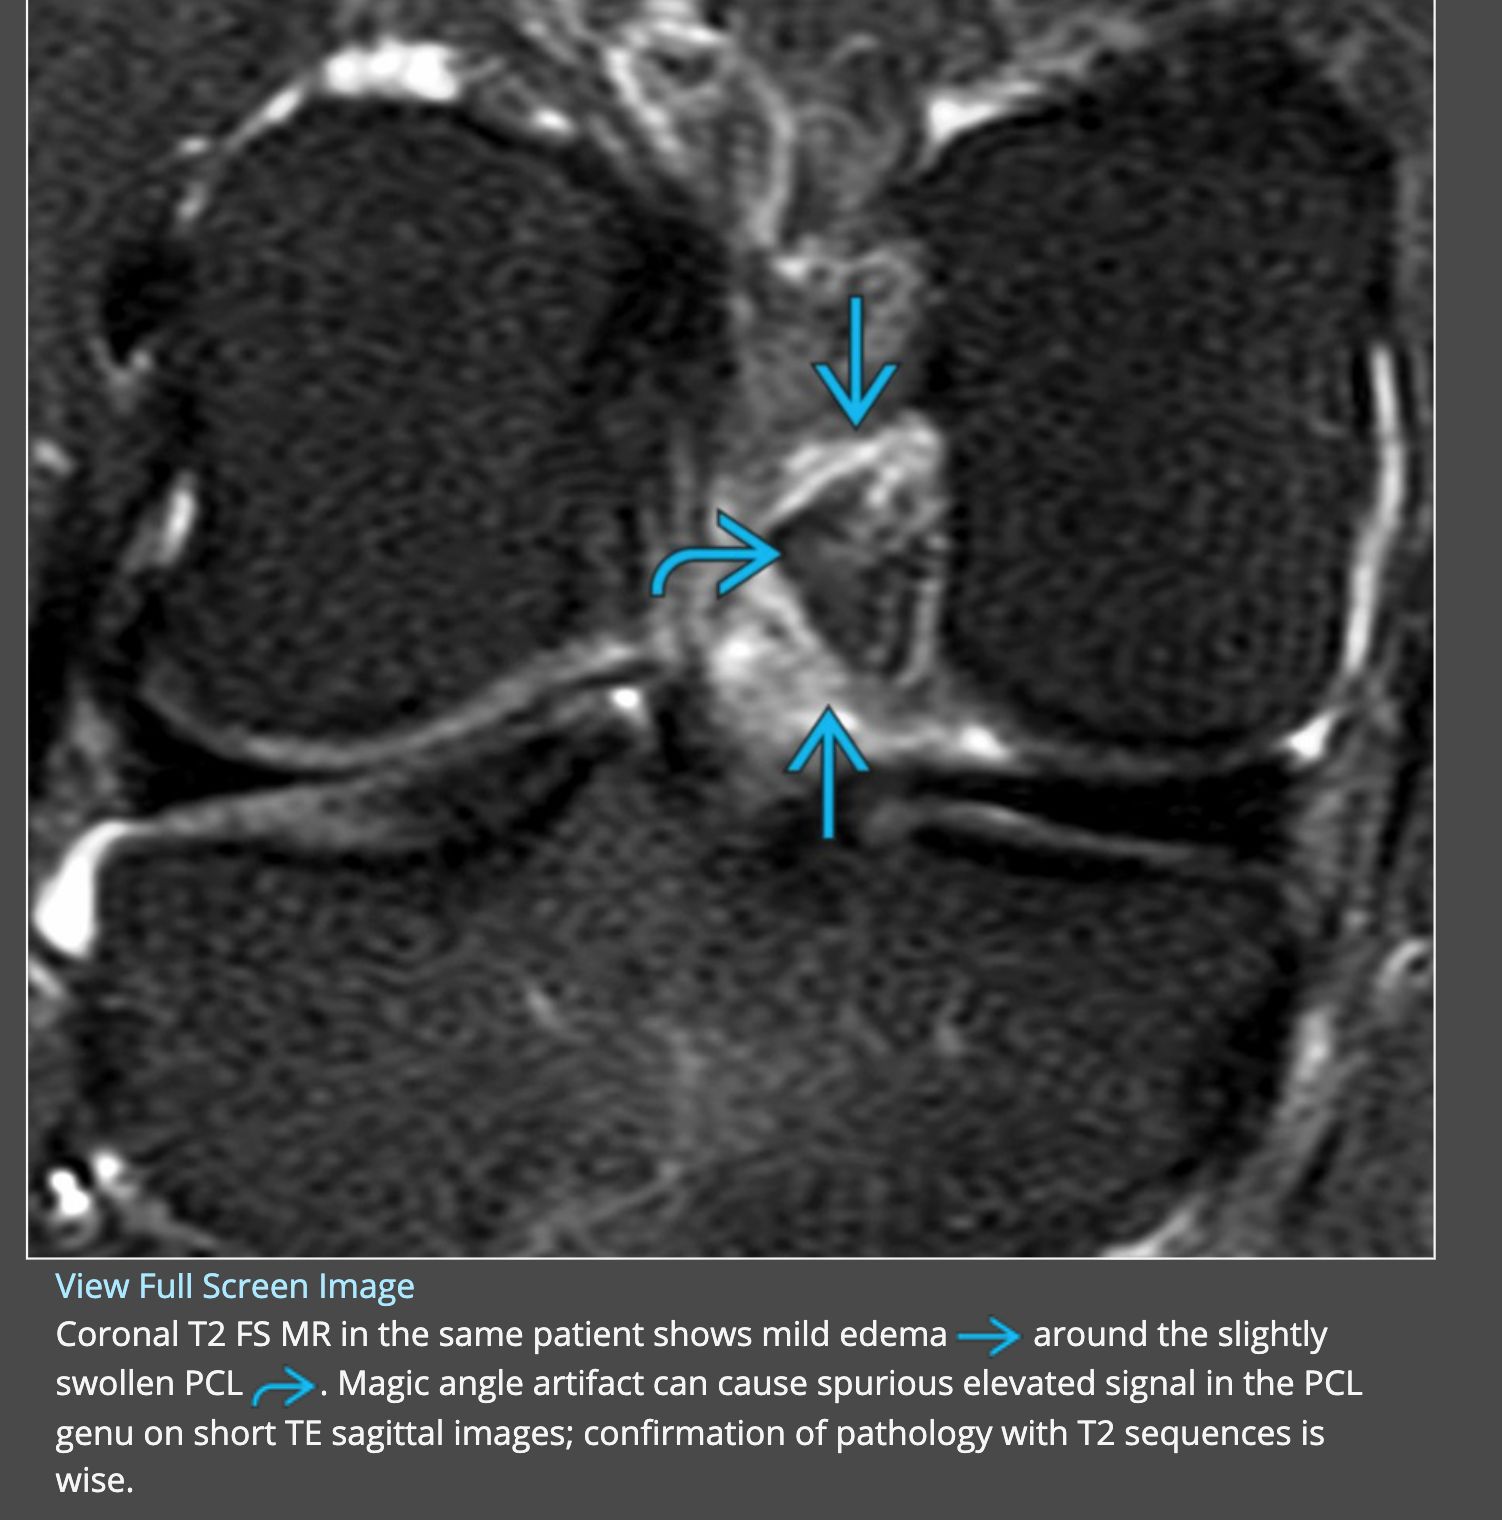 View Full Screen Image
Coronal T2 FS MR in the same patient shows mild edema around the slightly
swollen PCL . Magic angle artifact can cause spurious elevated signal in the PCL
genu on short TE sagittal images; confirmation of pathology with T2 sequences is
wise.